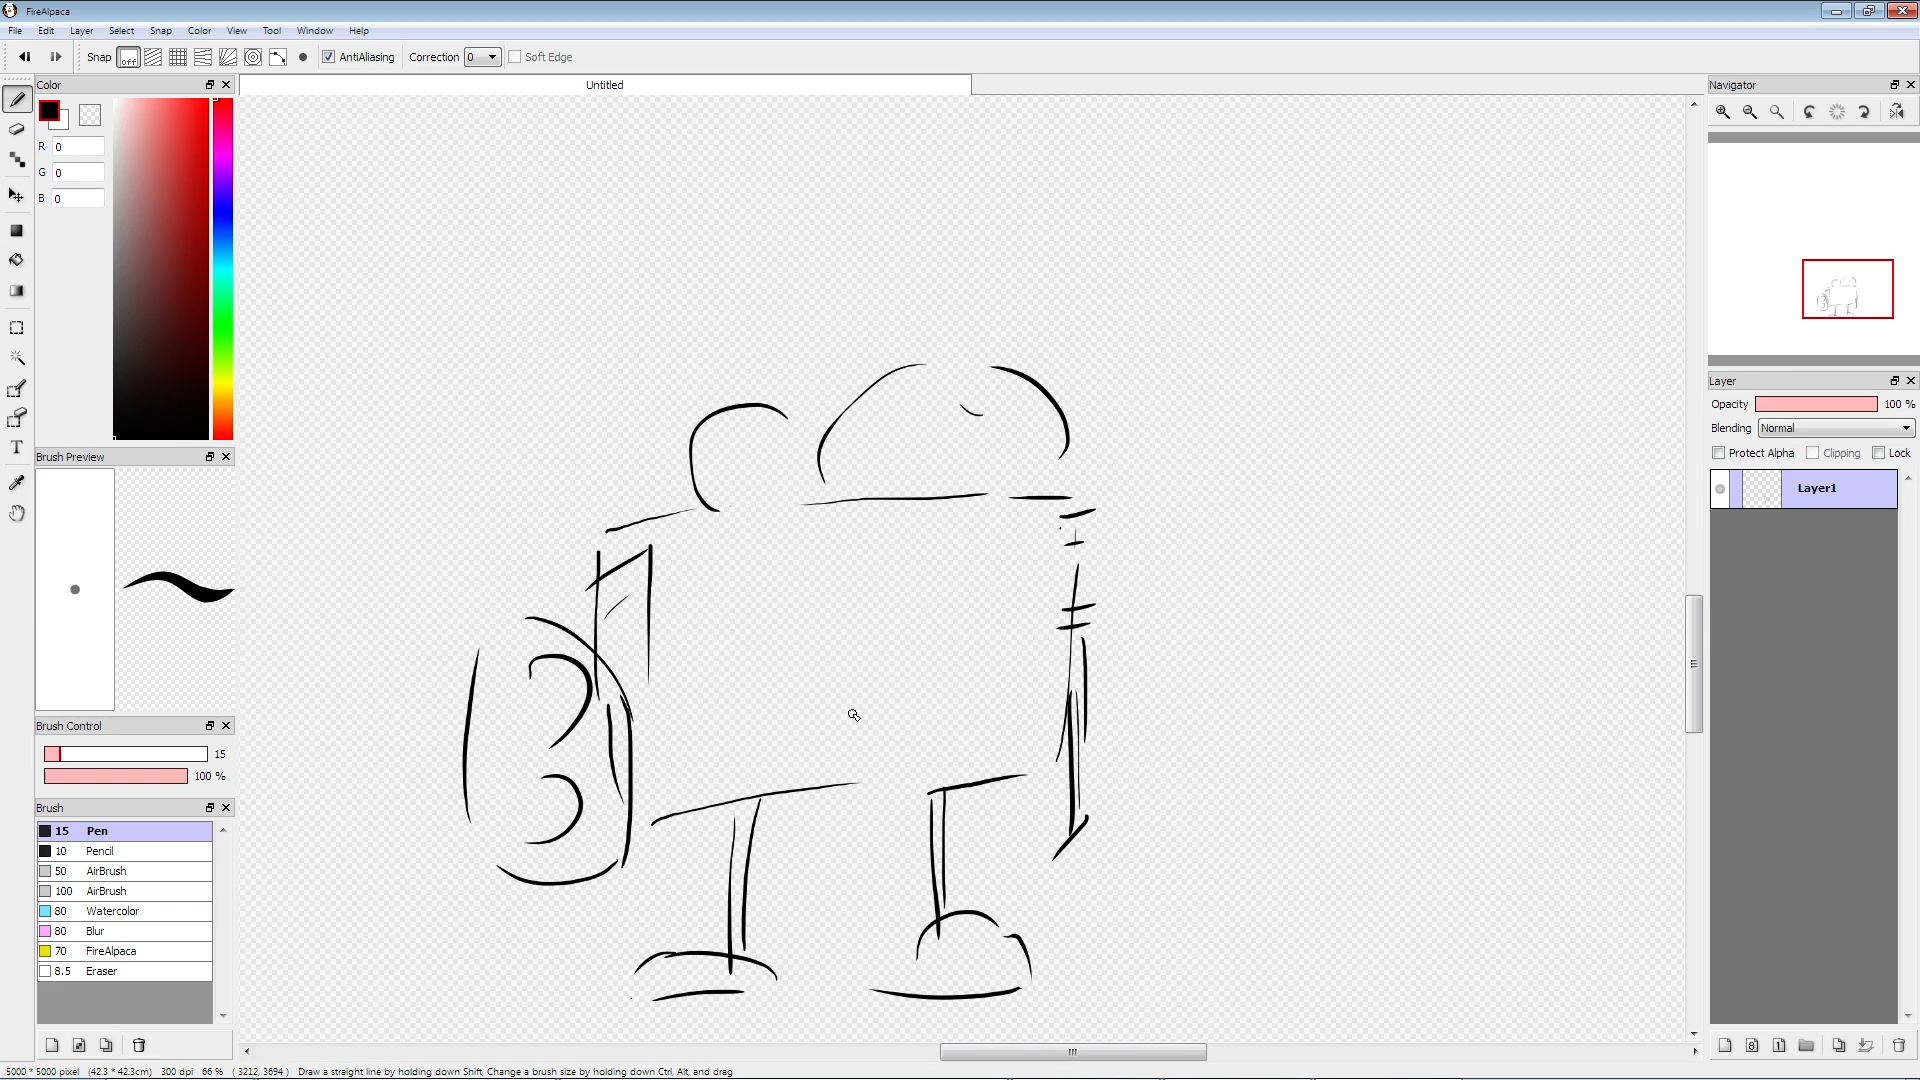 FireAlpaca
File Edit Layer Select Snap Color View Tool Window Help
Snap off AntiAliasing Correction 0 Soft Edge
Color
Untitled
Navigator
R 0
G 0
B 0
Layer
Opacity 100 %
Blending Normal
Protect Alpha Clipping Lock
Layer1
Brush Preview
Brush Control
15
100 %
Brush
15 Pen
10 Pencil
50 AirBrush
100 AirBrush
80 Watercolor
80 Blur
70 FireAlpaca
8.5 Eraser
T
8 1
5000 * 5000 pixel (42.3 * 42.3cm) 300 dpi 66 % ( 3212, 3694 ) Draw a straight line by holding down Shift, Change a brush size by holding down Ctrl, Alt, and drag